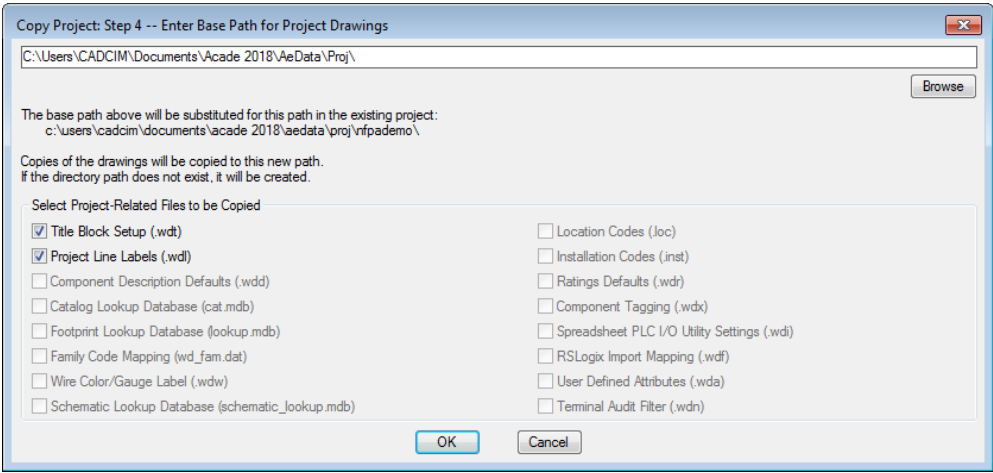 Copy Project: Step 4 -- Enter Base Path for Project Drawings
C:\Users\CADCIM\Documents\Acade 2018\AeData\Proj\
Browse
The base path above will be substituted for this path in the existing project:
c:\users\cadcim\documents\acade 2018\aedata\proj\nfpademo\
Copies of the drawings will be copied to this new path.
If the directory path does not exist, it will be created.
Select Project-Related Files to be Copied
Title Block Setup (.wdt)
Project Line Labels (.wdl)
Component Description Defaults (.wdd)
Catalog Lookup Database (cat.mdb)
Footprint Lookup Database (lookup.mdb)
Family Code Mapping (wd_fam.dat)
Wire Color/Gauge Label (.wdw)
Schematic Lookup Database (schematic_lookup.mdb)
Location Codes (.loc)
Installation Codes (.inst)
Ratings Defaults (.wdr)
Component Tagging (.wdx)
Spreadsheet PLC I/O Utility Settings (.wdi)
RSLogix Import Mapping (.wdf)
User Defined Attributes (.wda)
Terminal Audit Filter (.wdn)
OK
Cancel